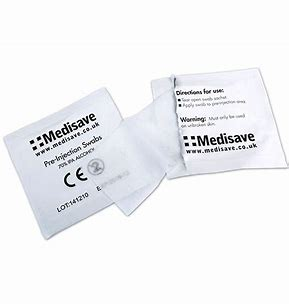 Medisave
www.medisave.co.uk
Pre-Injection Swabs
70% IPA ALCOHOL
CE 2
LOT:141210
Directions for use:
Tear open swab sachet
Apply swab to pre-injection area
Warning: Must only be used
on unbroken skin
Medisave
www.medisave.co.uk